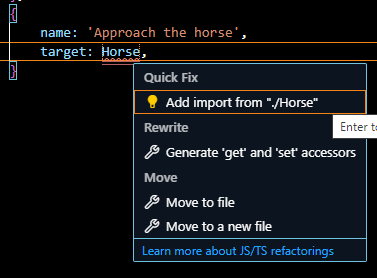 {
name: 'Approach the horse',
target: Horse,
}
Quick Fix
Add import from "./Horse"
Enter to
Rewrite
Generate 'get' and 'set' accessors
Move
Move to file
Move to a new file
Learn more about JS/TS refactorings